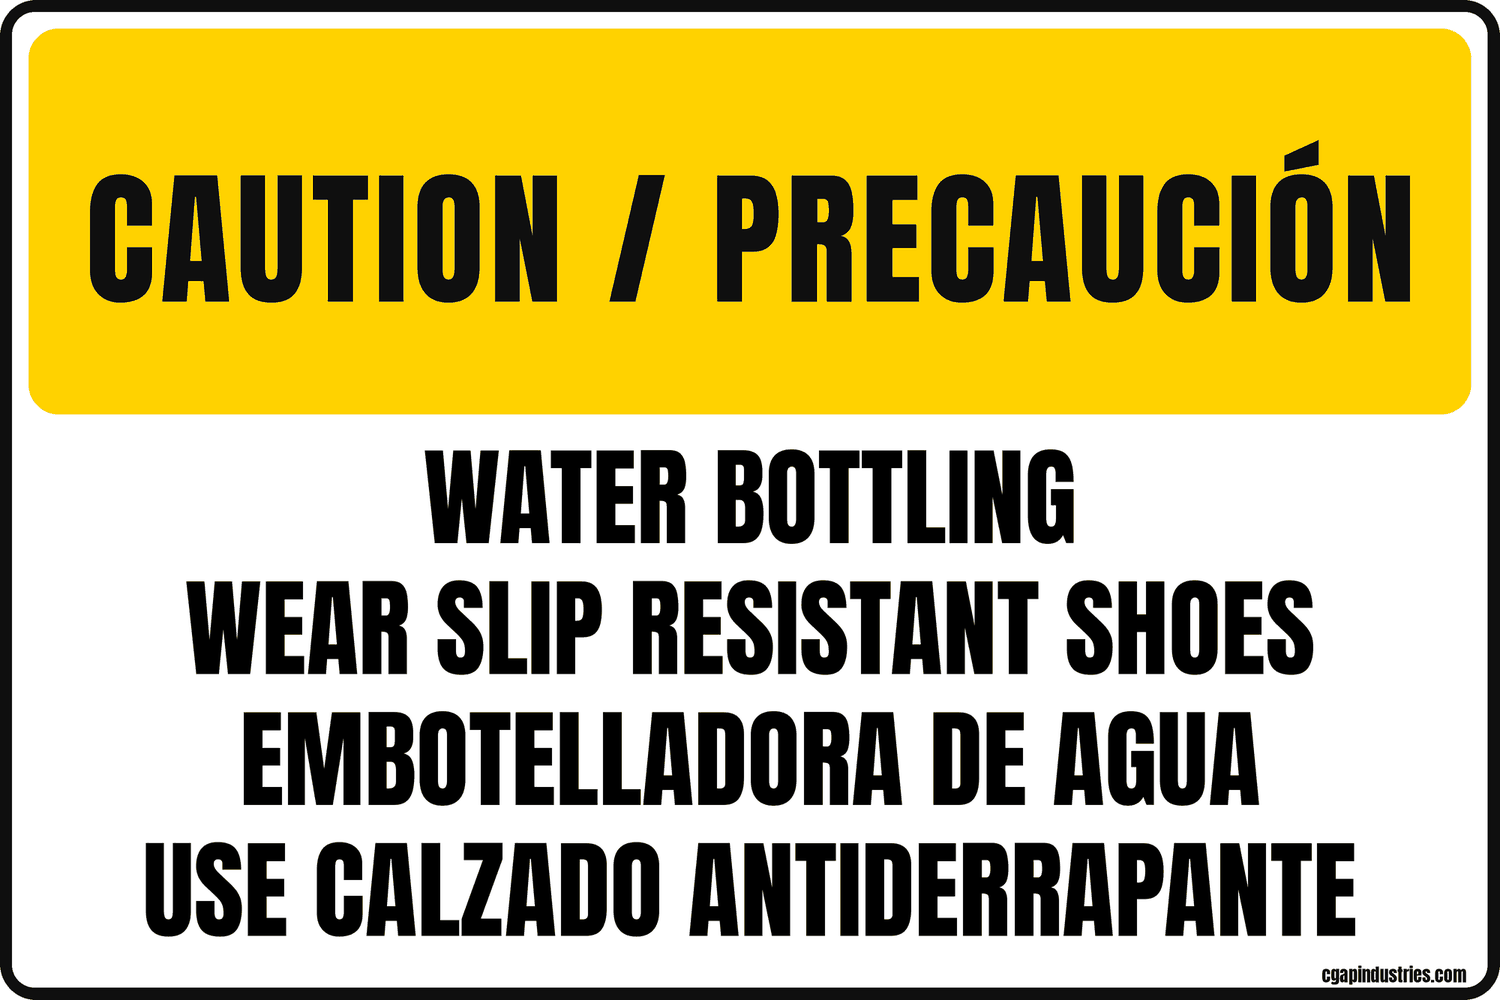 CAUTION / PRECAUCIÓN
WATER BOTTLING
WEAR SLIP RESISTANT SHOES
EMBOTELLADORA DE AGUA
USE CALZADO ANTIDERRAPANTE
cgapindustries.com